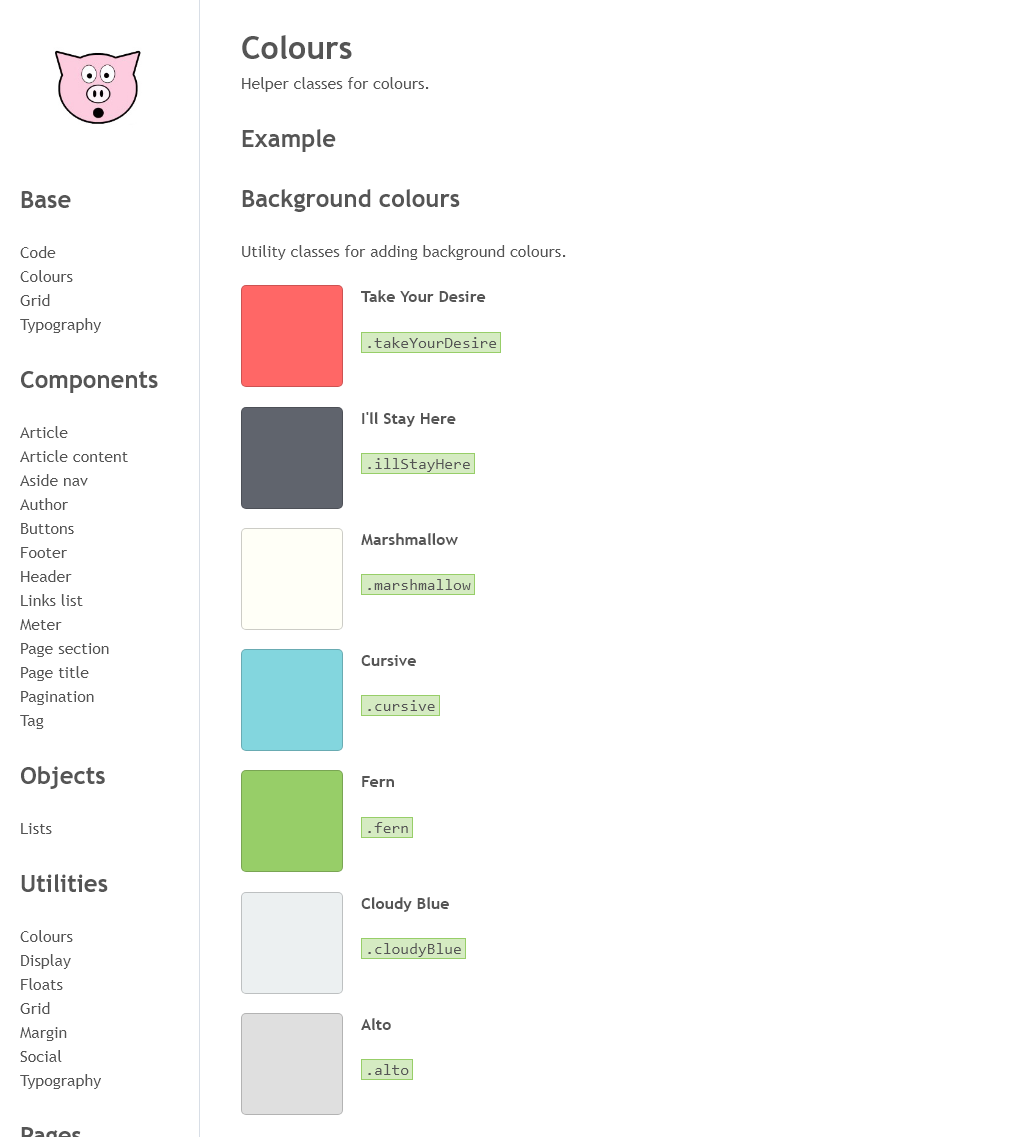 Base
Code
Colours
Grid
Typography
Components
Article
Article content
Aside nav
Author
Buttons
Footer
Header
Links list
Meter
Page section
Page title
Pagination
Tag
Objects
Lists
Utilities
Colours
Display
Floats
Grid
Margin
Social
Typography
Pages
Colours
Helper classes for colours.
Example
Background colours
Utility classes for adding background colours.
Take Your Desire
.takeYourDesire
I'll Stay Here
.illStayHere
Marshmallow
.marshmallow
Cursive
.cursive
Fern
.fern
Cloudy Blue
.cloudyBlue
Alto
.alto